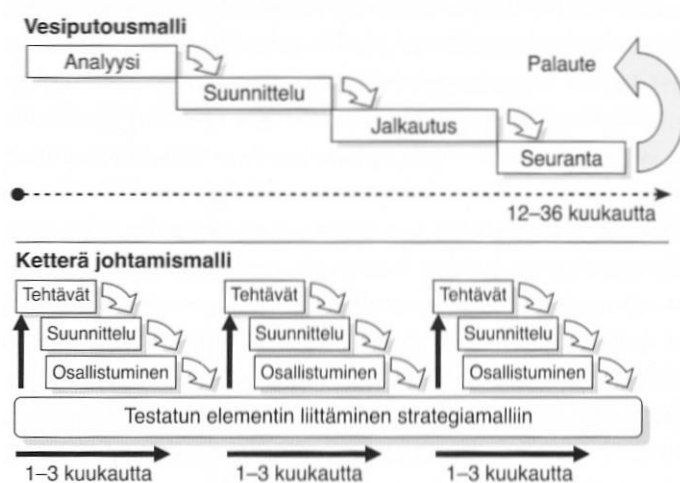 Vesiputousmalli
Analyysi
Suunnittelu
Jalkautus
Seuranta
Palaute
12–36 kuukautta
Ketterä johtamismalli
Tehtävät
Suunnittelu
Osallistuminen
Tehtävät
Suunnittelu
Osallistuminen
Tehtävät
Suunnittelu
Osallistuminen
Testatun elementin liittäminen strategiamalliin
1–3 kuukautta
1–3 kuukautta
1–3 kuukautta